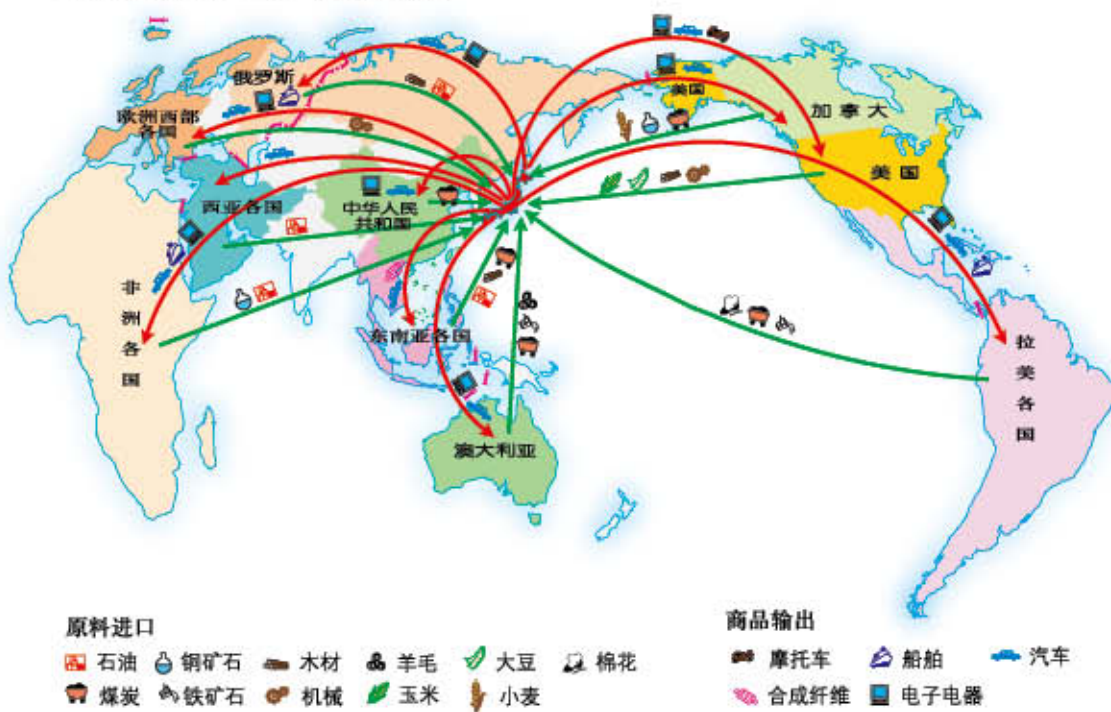 俄罗斯
欧洲西部
各国
美国
加拿大
美国
西亚各国
中华人民
共和国
非洲各国
东南亚各国
拉美各国
澳大利亚
原料进口
商品输出
石油 铜矿石 木材 羊毛 大豆 棉花
摩托车 船舶 汽车
煤炭 铁矿石 机械 玉米 小麦
合成纤维 电子电器